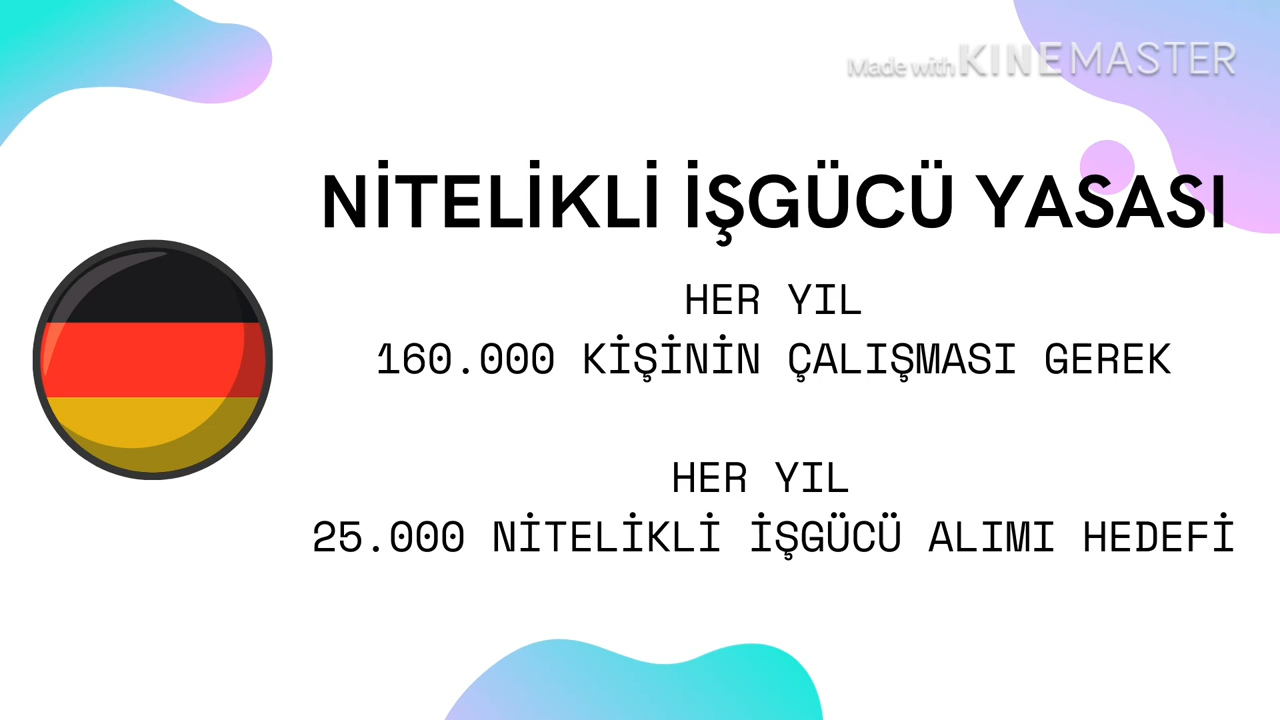 Made with KINEMASTER
NİTELİKLİ İŞGÜCÜ YASASI
HER YIL
160.000 KİŞİNİN ÇALIŞMASI GEREK
HER YIL
25.000 NİTELİKLİ İŞGÜCÜ ALIMI HEDEFİ